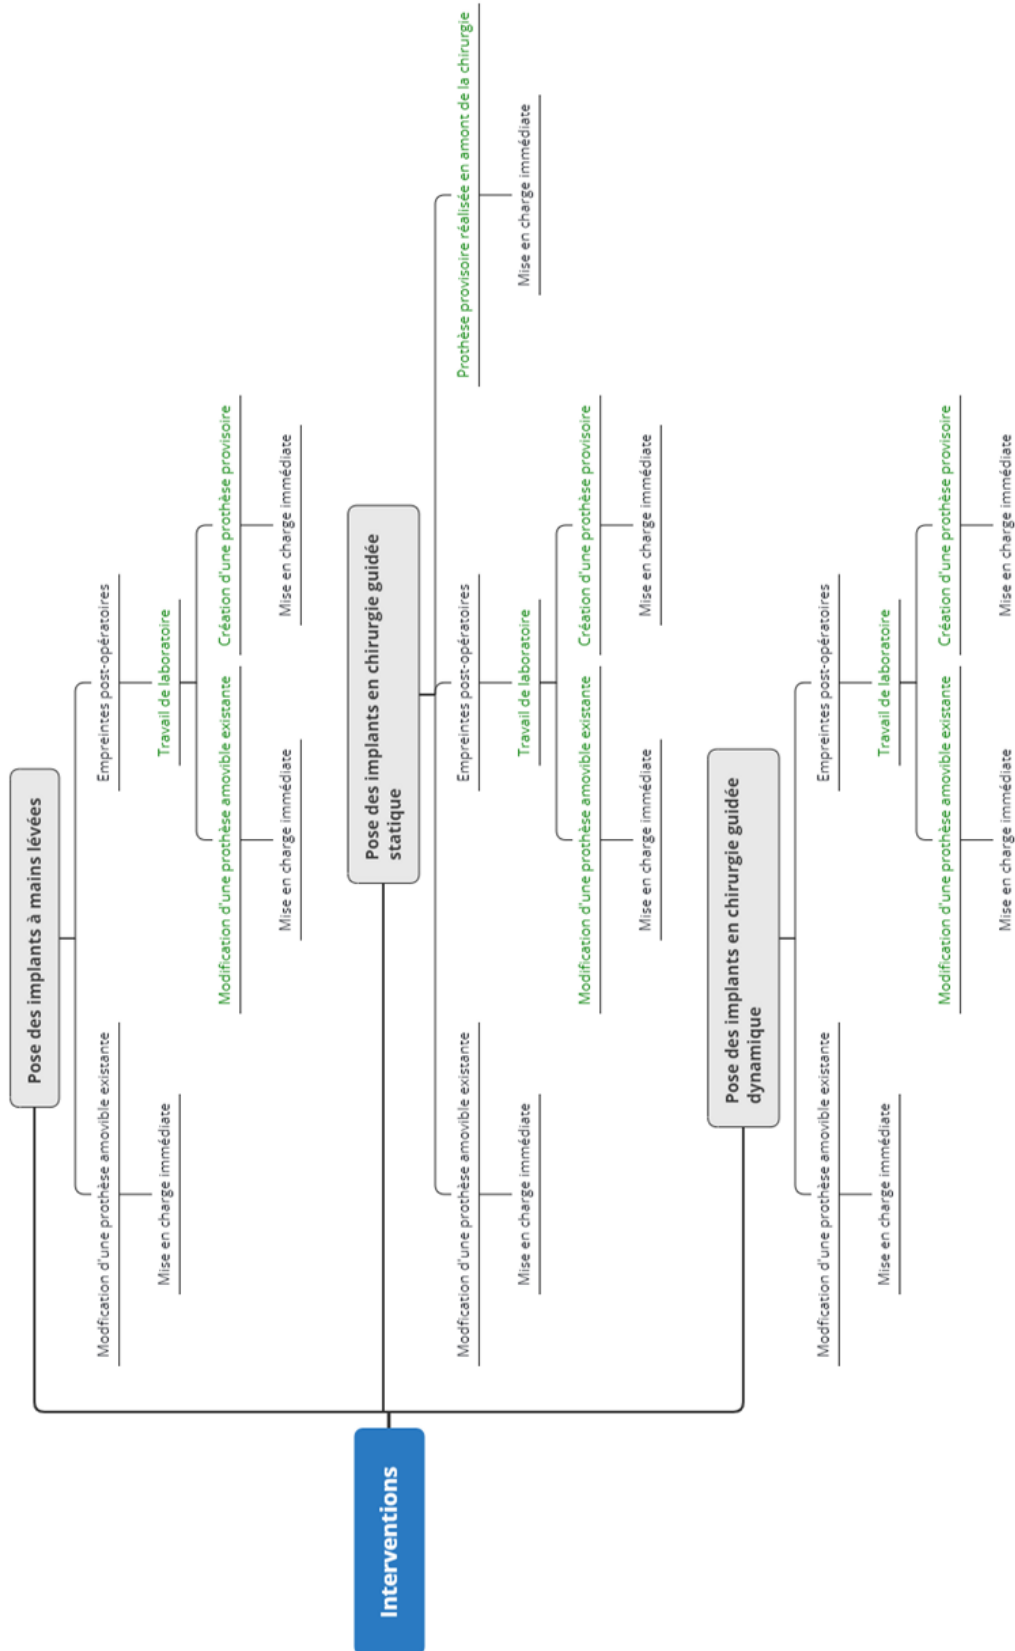 Interventions
Pose des implants à mains levées
Modfication d'une prothèse amovible existante
Mise en charge immédiate
Empreintes post-opératoires
Travail de laboratoire
Modification d'une prothèse amovible existante
Mise en charge immédiate
Création d'une prothèse provisoire
Mise en charge immédiate
Pose des implants en chirurgie guidée
statique
Modfication d'une prothèse amovible existante
Mise en charge immédiate
Empreintes post-opératoires
Travail de laboratoire
Modification d'une prothèse amovible existante
Mise en charge immédiate
Création d'une prothèse provisoire
Mise en charge immédiate
Prothèse provisoire réalisée en amont de la chirurgie
Mise en charge immédiate
Pose des implants en chirurgie guidée
dynamique
Modfication d'une prothèse amovible existante
Mise en charge immédiate
Empreintes post-opératoires
Travail de laboratoire
Modification d'une prothèse amovible existante
Mise en charge immédiate
Création d'une prothèse provisoire
Mise en charge immédiate